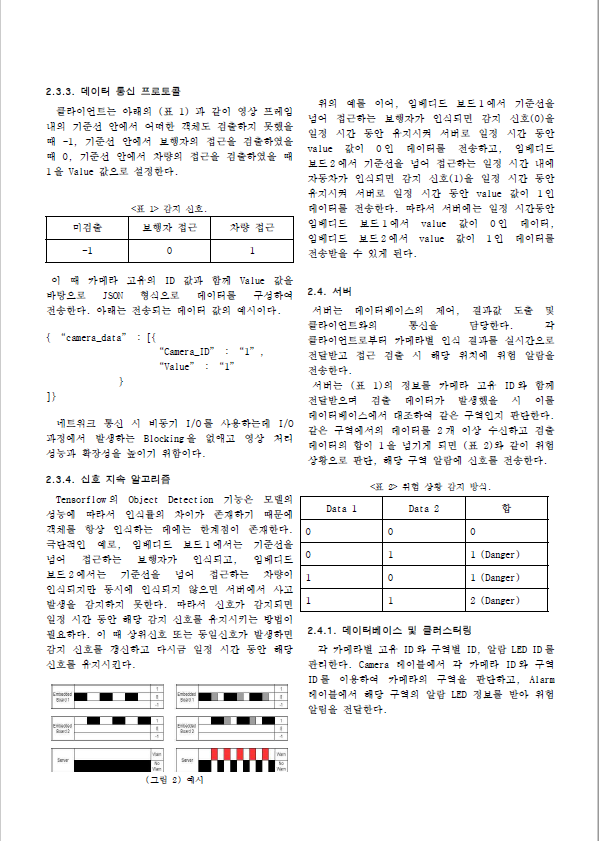 2.3.3. 데이터 통신 프로토콜
클라이언트는 아래의 (표 1) 과 같이 영상 프레임
내의 기준선 안에서 어떠한 객체도 검출하지 못했을
때 -1, 기준선 안에서 보행자의 접근을 검출하였을
때 0, 기준선 안에서 차량의 접근을 검출하였을 때
1을 Value 값으로 설정한다.
<표 1> 감지 신호.
미검출 보행자 접근 차량 접근
-1 0 1
이 때 카메라 고유의 ID 값과 함께 Value 값을
바탕으로 JSON 형식으로 데이터를 구성하여
전송한다. 아래는 전송되는 데이터 값의 예시이다.
{ “camera_data” : [{
“Camera_ID” : “1”,
“Value” : “1”
}
]}
네트워크 통신 시 비동기 I/O를 사용하는데 I/O
과정에서 발생하는 Blocking을 없애고 영상 처리
성능과 확장성을 높이기 위함이다.
2.3.4. 신호 지속 알고리즘
Tensorflow의 Object Detection 기능은 모델의
성능에 따라서 인식률의 차이가 존재하기 때문에
객체를 항상 인식하는 데에는 한계점이 존재한다.
극단적인 예로, 임베디드 보드1에서는 기준선을
넘어 접근하는 보행자가 인식되고, 임베디드
보드2에서는 기준선을 넘어 접근하는 차량이
인식되지만 동시에 인식되지 않으면 서버에서 사고
발생을 감지하지 못한다. 따라서 신호가 감지되면
일정 시간 동안 해당 감지 신호를 유지시키는 방법이
필요하다. 이 때 상위신호 또는 동일신호가 발생하면
감지 신호를 갱신하고 다시금 일정 시간 동안 해당
신호를 유지시킨다.
Embedded Board 1 1 0 -1
Embedded Board 1 1 0 -1
Embedded Board 2 1 0 -1
Embedded Board 2 1 0 -1
Server Warn No Warn
Server Warn No Warn
(그림 2) 예시
위의 예를 이어, 임베디드 보드1에서 기준선을
넘어 접근하는 보행자가 인식되면 감지 신호(0)을
일정 시간 동안 유지시켜 서버로 일정 시간 동안
value 값이 0인 데이터를 전송하고, 임베디드
보드2에서 기준선을 넘어 접근하는 일정 시간 내에
자동차가 인식되면 감지 신호(1)을 일정 시간 동안
유지시켜 서버로 일정 시간 동안 value 값이 1인
데이터를 전송한다. 따라서 서버에는 일정 시간동안
임베디드 보드1에서 value 값이 0인 데이터,
임베디드 보드2에서 value 값이 1인 데이터를
전송받을 수 있게 된다.
2.4. 서버
서버는 데이터베이스의 제어, 결과값 도출 및
클라이언트와의 통신을 담당한다. 각
클라이언트로부터 카메라별 인식 결과를 실시간으로
전달받고 접근 검출 시 해당 위치에 위험 알람을
전송한다.
서버는 (표 1)의 정보를 카메라 고유 ID와 함께
전달받으며 검출 데이터가 발생했을 시 이를
데이터베이스에서 대조하여 같은 구역인지 판단한다.
같은 구역에서의 데이터를 2개 이상 수신하고 검출
데이터의 합이 1을 넘기게 되면 (표 2)와 같이 위험
상황으로 판단, 해당 구역 알람에 신호를 전송한다.
<표 2> 위험 상황 감지 방식.
Data 1 Data 2 합
0 0 0
0 1 1 (Danger)
1 0 1 (Danger)
1 1 2 (Danger)
2.4.1. 데이터베이스 및 클러스터링
각 카메라별 고유 ID와 구역별 ID, 알람 LED ID를
관리한다. Camera 테이블에서 각 카메라 ID와 구역
ID를 이용하여 카메라의 구역을 판단하고, Alarm
테이블에서 해당 구역의 알람 LED 정보를 받아 위험
알림을 전달한다.